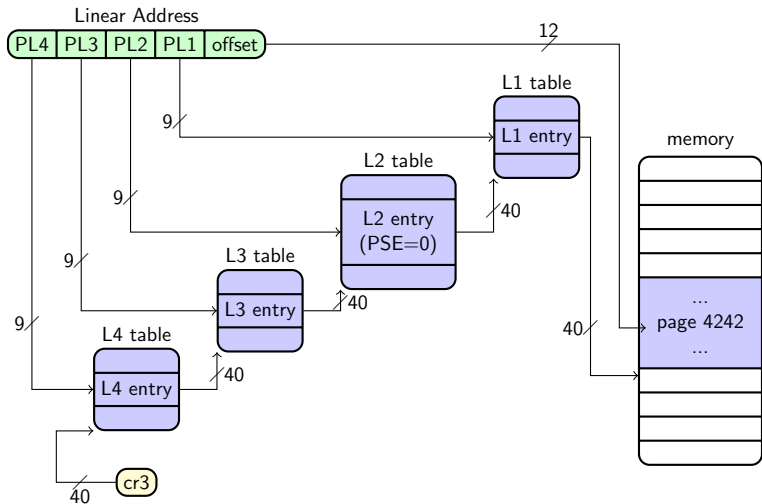 Linear Address
PL4 PL3 PL2 PL1 offset
12
L1 table
9
L1 entry
memory
L2 table
9
L2 entry
(PSE=0)
40
L3 table
9
L3 entry
40
...
page 4242
...
9
40
L4 table
L4 entry
40
cr3
40